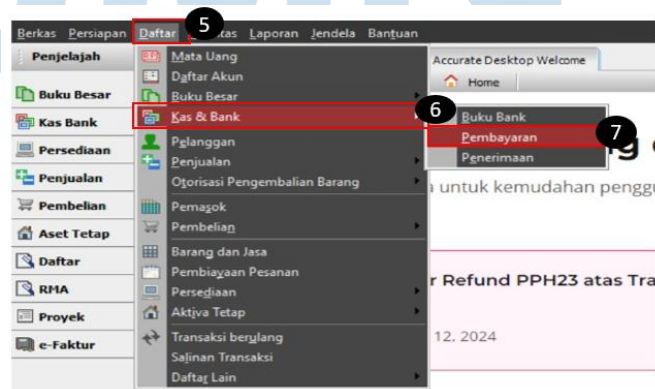 Berkas Persiapan Daftar tas Laporan Jendela Bantuan
5
Penjelajah
Buku Besar
Kas Bank
Persediaan
Penjualan
Pembelian
Aset Tetap
Daftar
RMA
Proyek
e-Faktur
Mata Uang
Daftar Akun
Buku Besar
Kas & Bank
Pelanggan
Penjualan
Otorisasi Pengembalian Barang
Pemasok
Pembelian
Barang dan Jasa
Pembiayaan Pesanan
Persediaan
Aktiva Tetap
Transaksi berulang
Salinan Transaksi
Daftar Lain
6
Buku Bank
Pembayaran
Penerimaan
7
Accurate Desktop Welcome
Home
untuk kemudahan penggu
r Refund PPH23 atas Tra
12, 2024